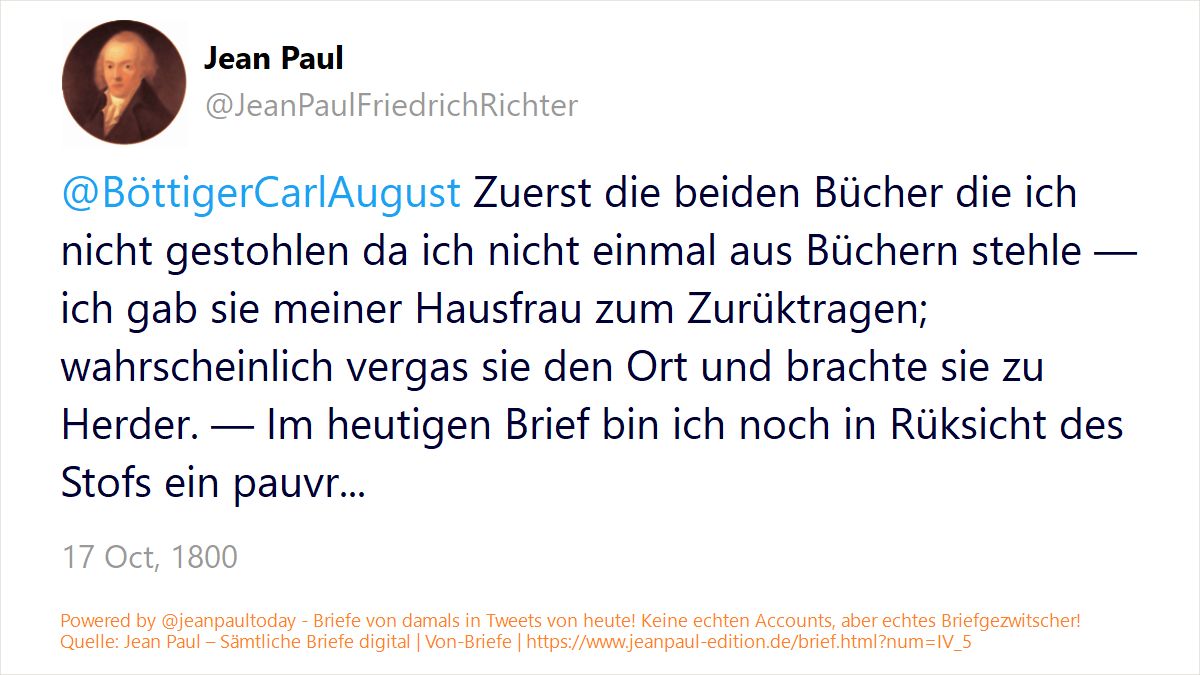 Jean Paul
@JeanPaulFriedrichRichter
@BöttigerCarlAugust Zuerst die beiden Bücher die ich
nicht gestohlen da ich nicht einmal aus Büchern stehle —
ich gab sie meiner Hausfrau zum Zurüktragen;
wahrscheinlich vergas sie den Ort und brachte sie zu
Herder. — Im heutigen Brief bin ich noch in Rüksicht des
Stofs ein pauvr...
17 Oct, 1800
Powered by @jeanpaultoday - Briefe von damals in Tweets von heute! Keine echten Accounts, aber echtes Briefgezwitscher!
Quelle: Jean Paul – Sämtliche Briefe digital | Von-Briefe | https://www.jeanpaul-edition.de/brief.html?num=IV_5